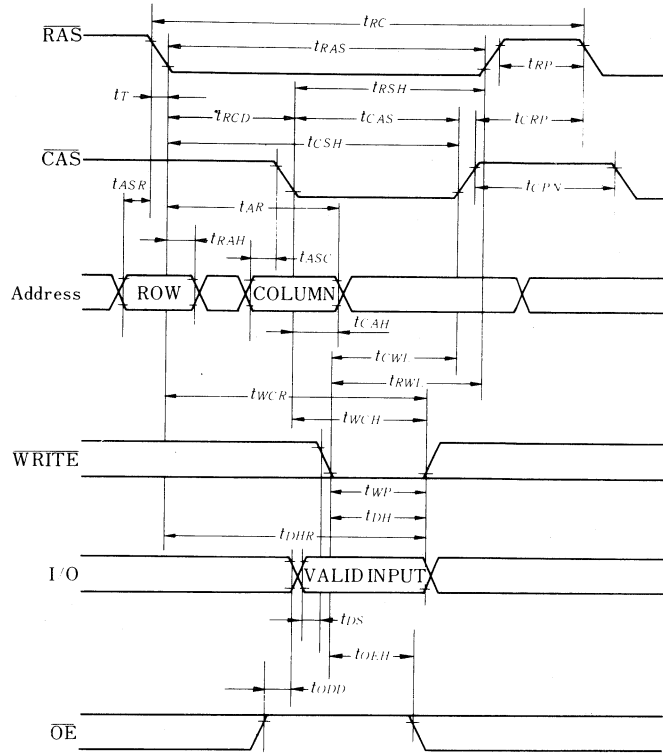 tRC
RAS
tRAS
tRP
tRSH
tT
tRCD
tCAS
tCRP
tCSH
CAS
tASR
tCPN
tAR
tRAH
tASC
Address
ROW
COLUMN
tCAH
tCWL
tRWL
tWCR
tWCH
WRITE
tWP
tDH
tDHR
I/O
VALID INPUT
tDS
tOEH
tODD
OE